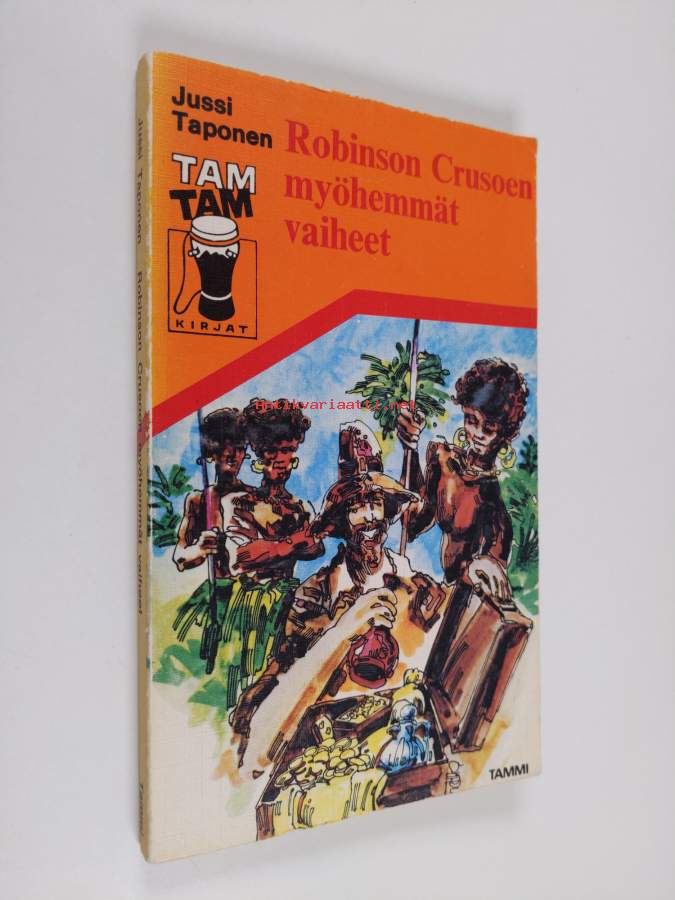 Jussi
Taponen
Robinson Crusoen
myöhemmät
vaiheet
TAM
TAM
KIRJAT
antikvariaatti.net
TAMMI
Jussi Taponen Robinson Crusoen myöhemmät vaiheet